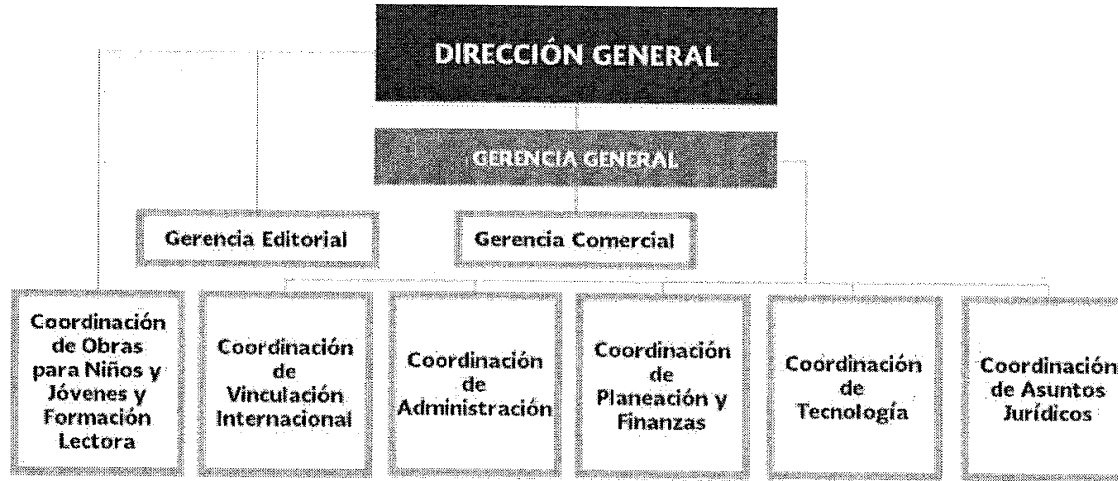 DIRECCIÓN GENERAL
GERENCIA GENERAL
Gerencia Editorial
Gerencia Comercial
Coordinación
de Obras
para Niños y
Jóvenes y
Formación
Lectora
Coordinación
de
Vinculación
Internacional
Coordinación
de
Administración
Coordinación
de
Planeación y
Finanzas
Coordinación
de
Tecnología
Coordinación
de Asuntos
Jurídicos